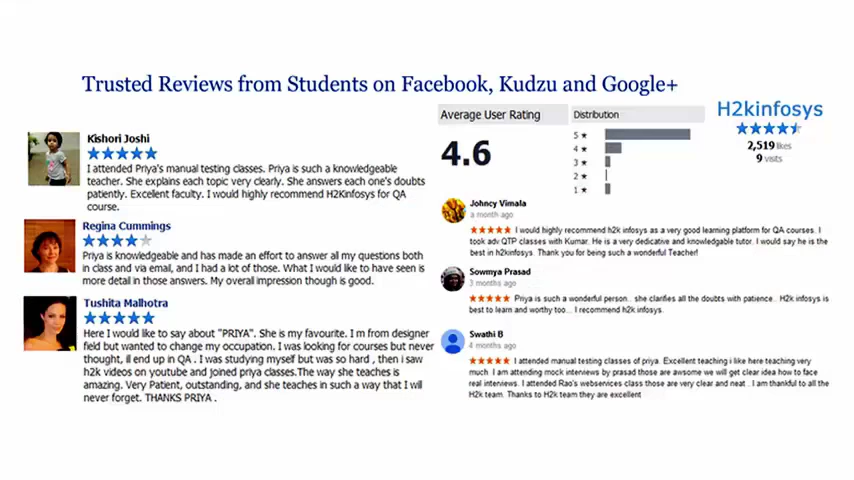 Trusted Reviews from Students on Facebook, Kudzu and Google+
Kishori Joshi
I attended Priya's manual testing classes. Priya is such a knowledgeable
teacher. She explains each topic very clearly. She answers each one's doubts
patiently. Excellent faculty. I would highly recommend H2Kinfosys for QA
course.
Regina Cummings
Priya is knowledgeable and has made an effort to answer all my questions both
in class and via email, and I had a lot of those. What I would like to have seen is
more detail in those answers. My overall impression though is good.
Tushita Malhotra
Here I would like to say about "PRIYA". She is my favourite. I m from designer
field but wanted to change my occupation. I was looking for courses but never
thought, ill end up in QA . I was studying myself but was so hard , then i saw
h2k videos on youtube and joined priya classes.The way she teaches is
amazing. Very Patient, outstanding, and she teaches in such a way that I will
never forget. THANKS PRIYA .
Average User Rating
4.6
Distribution
5 ★
4 ★
3 ★
2 ★
1 ★
H2kinfosys
2,519 likes
9 visits
Johncy Vimala
a month ago
I would highly recommend h2k infosys as a very good learning platform for QA courses. I
took adv QTP classes with Kumar. He is a very dedicative and knowledgable tutor. I would say he is the
best in h2kinfosys. Thank you for being such a wonderful Teacher!
Sowmya Prasad
3 months ago
Priya is such a wonderful person.. she clarifies all the doubts with patience.. H2k infosys is
best to learn and worthy too... I recommend h2k infosys.
Swathi B
4 months ago
I attended manual testing classes of priya. Excellent teaching i like here teaching very
much. I am attending mock interviews by prasad those are awsome we will get clear idea how to face
real interviews. I attended Rao's webservices class those are very clear and neat . I am thankful to all the
H2k team. Thanks to H2k team they are excellent